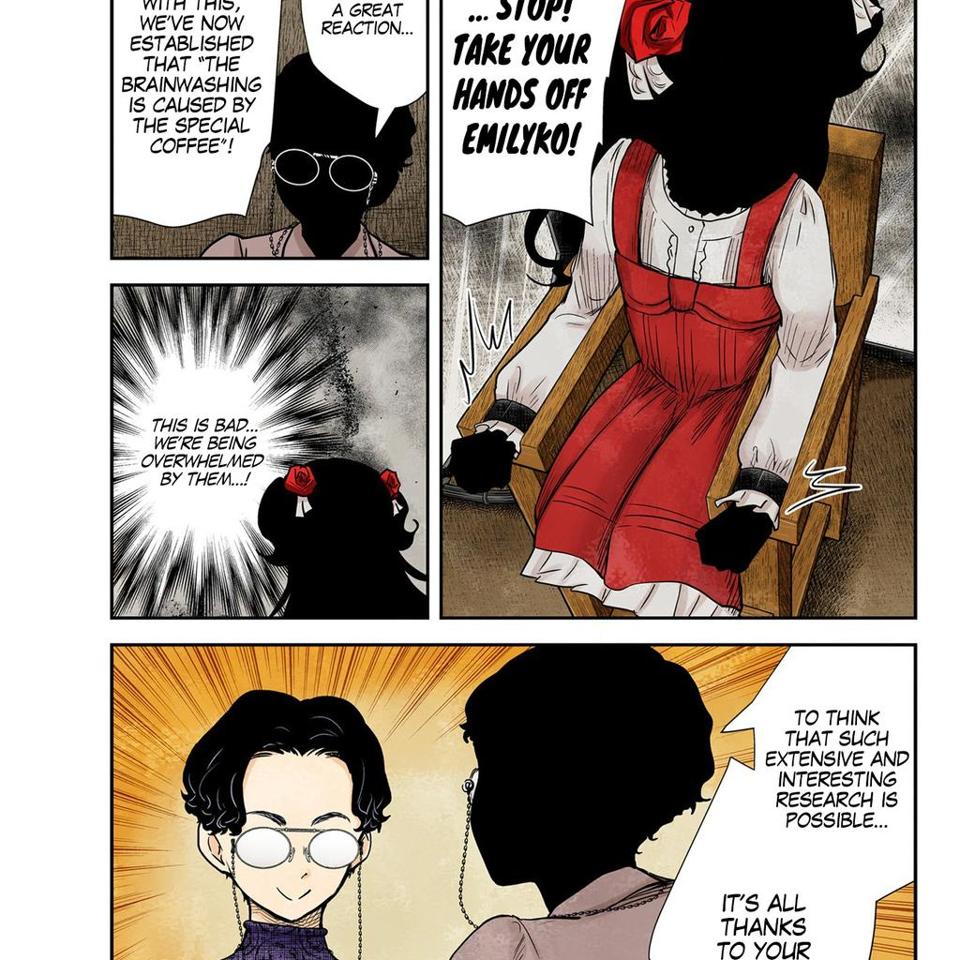 WITH THIS,
WE'VE NOW
ESTABLISHED
THAT "THE
BRAINWASHING
IS CAUSED BY
THE SPECIAL
COFFEE"!
A GREAT
REACTION...
... STOP!
TAKE YOUR
HANDS OFF
EMILYKO!
THIS IS BAD...
WE'RE BEING
OVERWHELMED
BY THEM...!
TO THINK
THAT SUCH
EXTENSIVE AND
INTERESTING
RESEARCH IS
POSSIBLE...
IT'S ALL
THANKS
TO YOUR